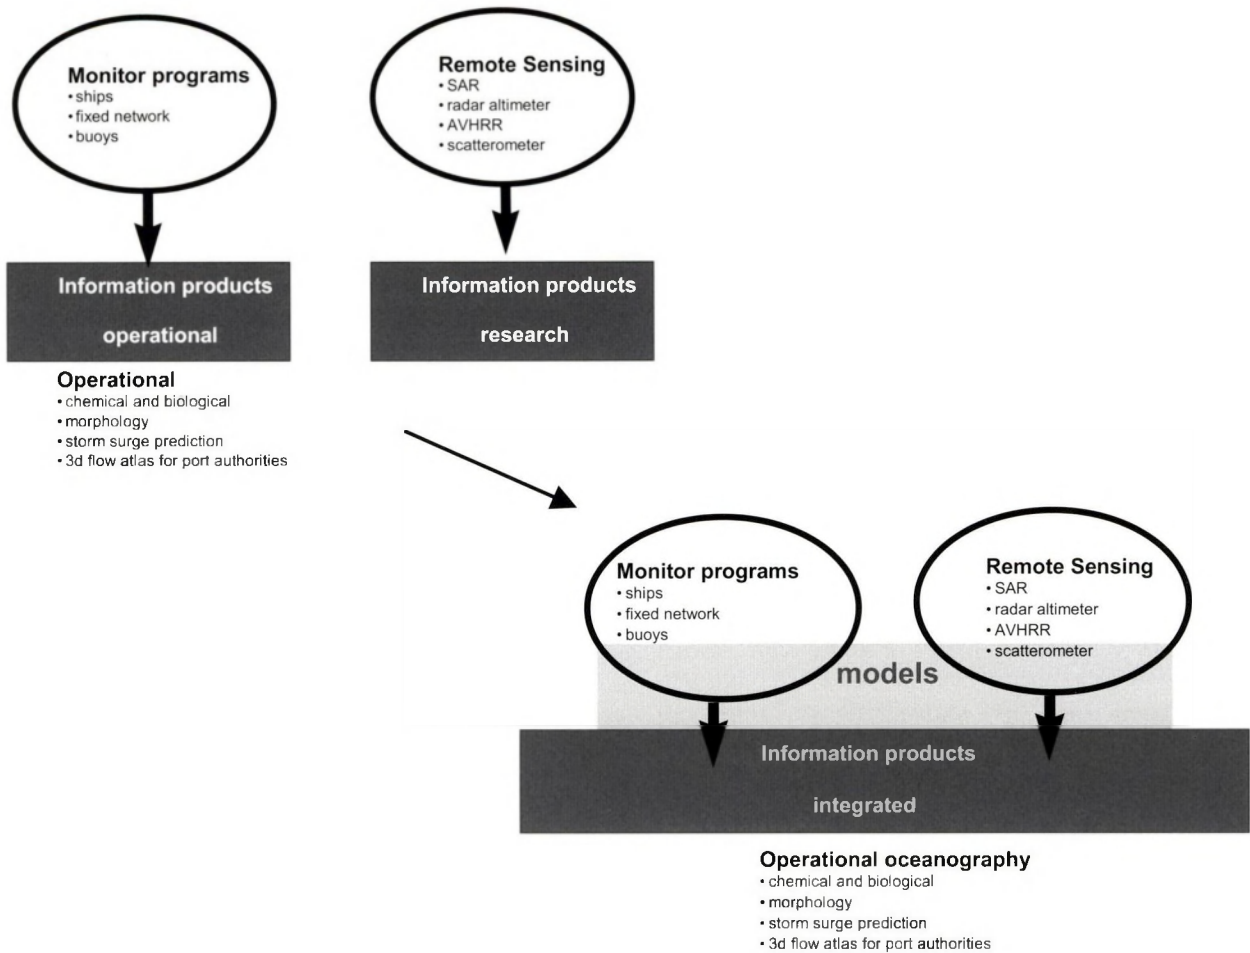 Monitor programs
• ships
• fixed network
• buoys
Remote Sensing
• SAR
• radar altimeter
• AVHRR
• scatterometer
Information products
operational
Information products
research
Operational
• chemical and biological
• morphology
• storm surge prediction
• 3d flow atlas for port authorities
Monitor programs
• ships
• fixed network
• buoys
Remote Sensing
• SAR
• radar altimeter
• AVHRR
• scatterometer
models
Information products
integrated
Operational oceanography
• chemical and biological
• morphology
• storm surge prediction
• 3d flow atlas for port authorities